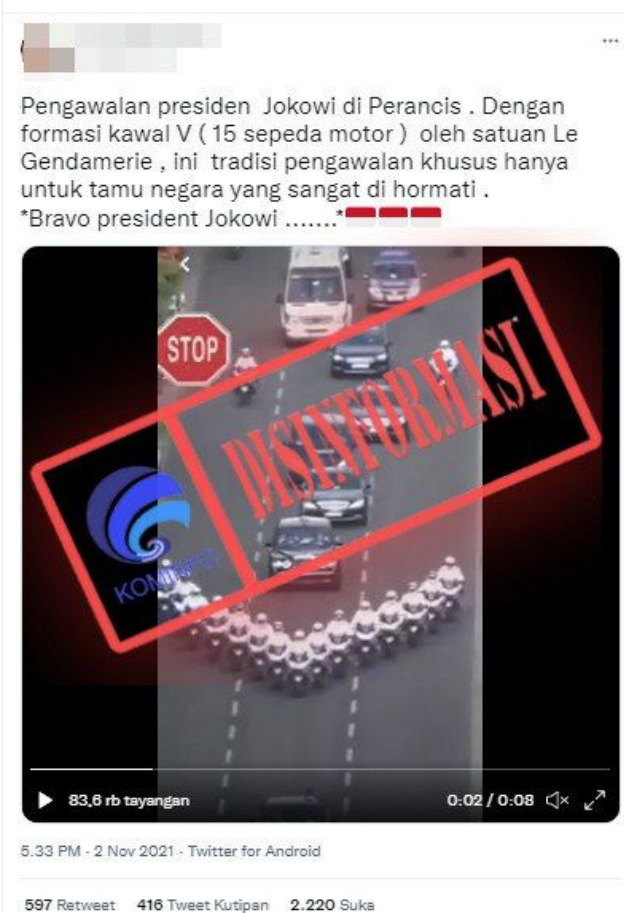 Pengawalan presiden Jokowi di Perancis . Dengan
formasi kawal V ( 15 sepeda motor ) oleh satuan Le
Gendamerie , ini tradisi pengawalan khusus hanya
untuk tamu negara yang sangat di hormati .
*Bravo president Jokowi .......*
STOP
DISINFORMASI
KOMINFO
83,6 rb tayangan
0:02 / 0:08
5.33 PM · 2 Nov 2021 · Twitter for Android
597 Retweet 416 Tweet Kutipan 2.220 Suka